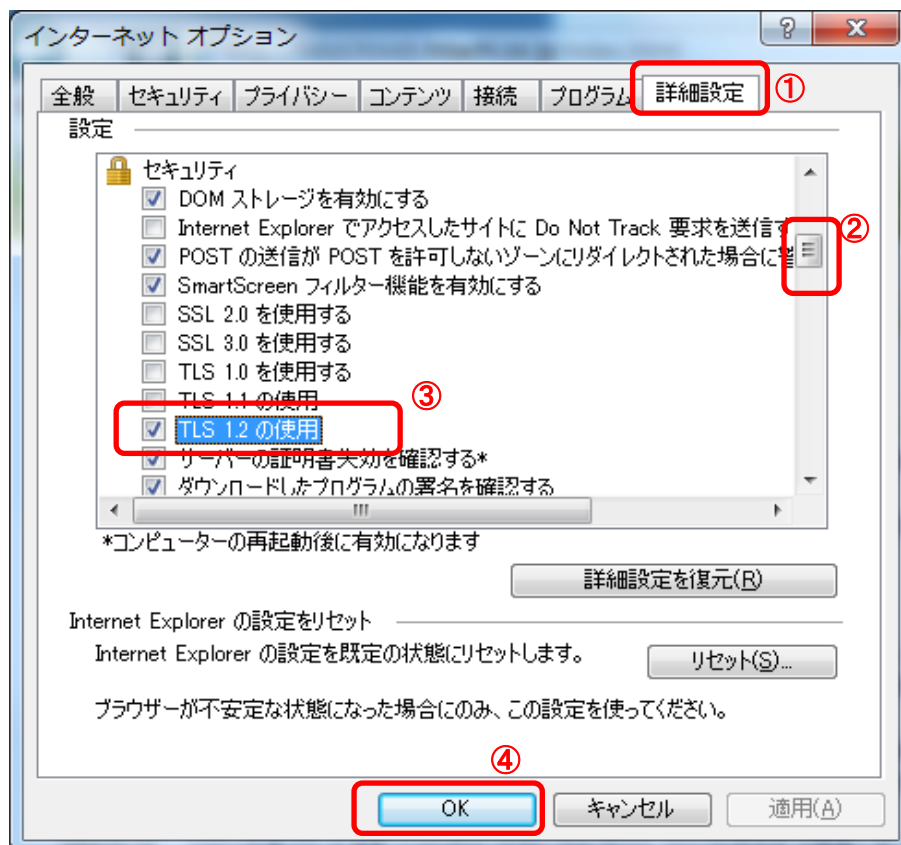 インターネット オプション
全般 セキュリティ プライバシー コンテンツ 接続 プログラム 詳細設定 ①
設定
セキュリティ
DOM ストレージを有効にする
Internet Explorer でアクセスしたサイトに Do Not Track 要求を送信す ②
POST の送信が POST を許可しないゾーンにリダイレクトされた場合に警
SmartScreen フィルター機能を有効にする
SSL 2.0 を使用する
SSL 3.0 を使用する
TLS 1.0 を使用する
TLS 1.1 の使用 ③
TLS 1.2 の使用
サーバーの証明書失効を確認する*
ダウンロードしたプログラムの署名を確認する
*コンピューターの再起動後に有効になります
詳細設定を復元(R)
Internet Explorer の設定をリセット
Internet Explorer の設定を既定の状態にリセットします。 リセット(S)...
ブラウザーが不安定な状態になった場合にのみ、この設定を使ってください。
④
OK キャンセル 適用(A)